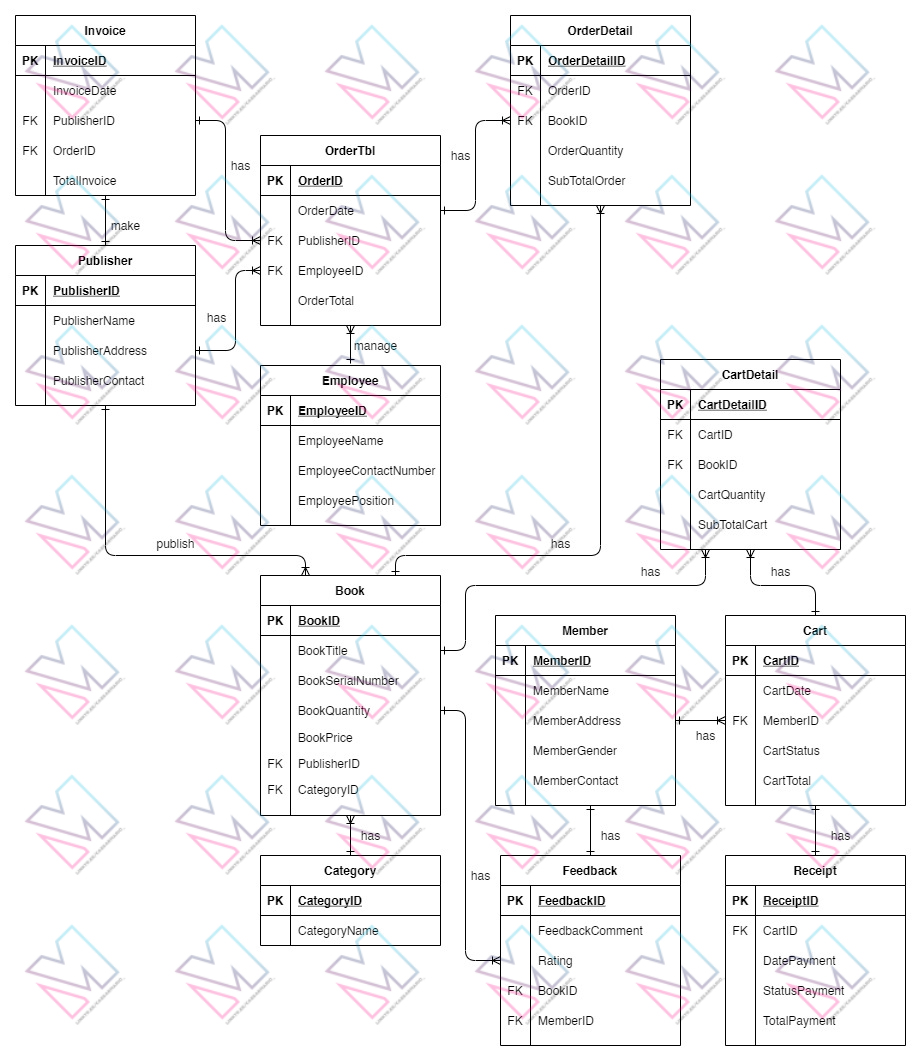 Invoice
PK InvoiceID
InvoiceDate
FK PublisherID
FK OrderID
TotalInvoice
OrderDetail
PK OrderDetailID
FK OrderID
FK BookID
OrderQuantity
SubTotalOrder
has
has
OrderTbl
PK OrderID
OrderDate
FK PublisherID
FK EmployeeID
OrderTotal
make
Publisher
PK PublisherID
PublisherName
PublisherAddress
PublisherContact
has
manage
Employee
PK EmployeeID
EmployeeName
EmployeeContactNumber
EmployeePosition
CartDetail
PK CartDetailID
FK CartID
FK BookID
CartQuantity
SubTotalCart
publish
has
has
has
Book
PK BookID
BookTitle
BookSerialNumber
BookQuantity
BookPrice
FK PublisherID
FK CategoryID
Member
PK MemberID
MemberName
MemberAddress
MemberGender
MemberContact
has
Cart
PK CartID
CartDate
FK MemberID
CartStatus
CartTotal
has
has
has
has
Category
PK CategoryID
CategoryName
Feedback
PK FeedbackID
FeedbackComment
Rating
FK BookID
FK MemberID
Receipt
PK ReceiptID
FK CartID
DatePayment
StatusPayment
TotalPayment